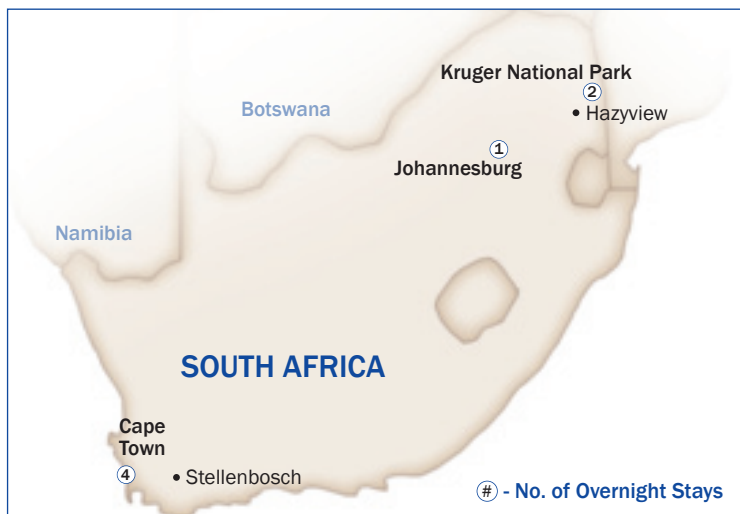 Kruger National Park
2
• Hazyview
Botswana
1
Johannesburg
Namibia
SOUTH AFRICA
Cape
Town
4
• Stellenbosch
# - No. of Overnight Stays